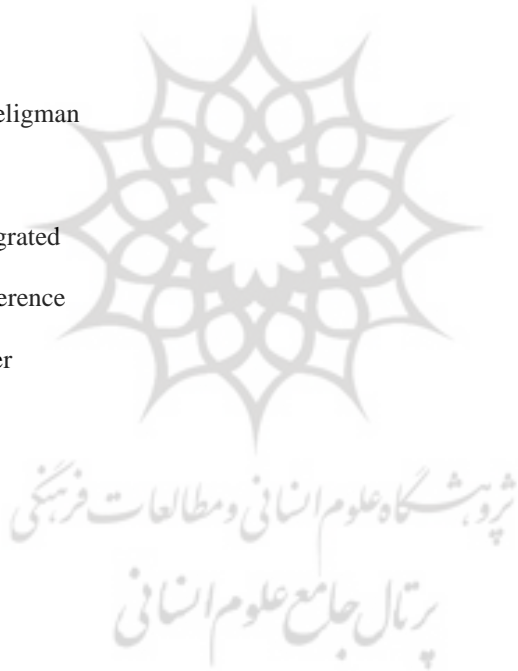 eligman
grated
erence
er
پژوهشگاه علوم انسانی و مطالعات فرهنگی
پرتال جامع علوم انسانی